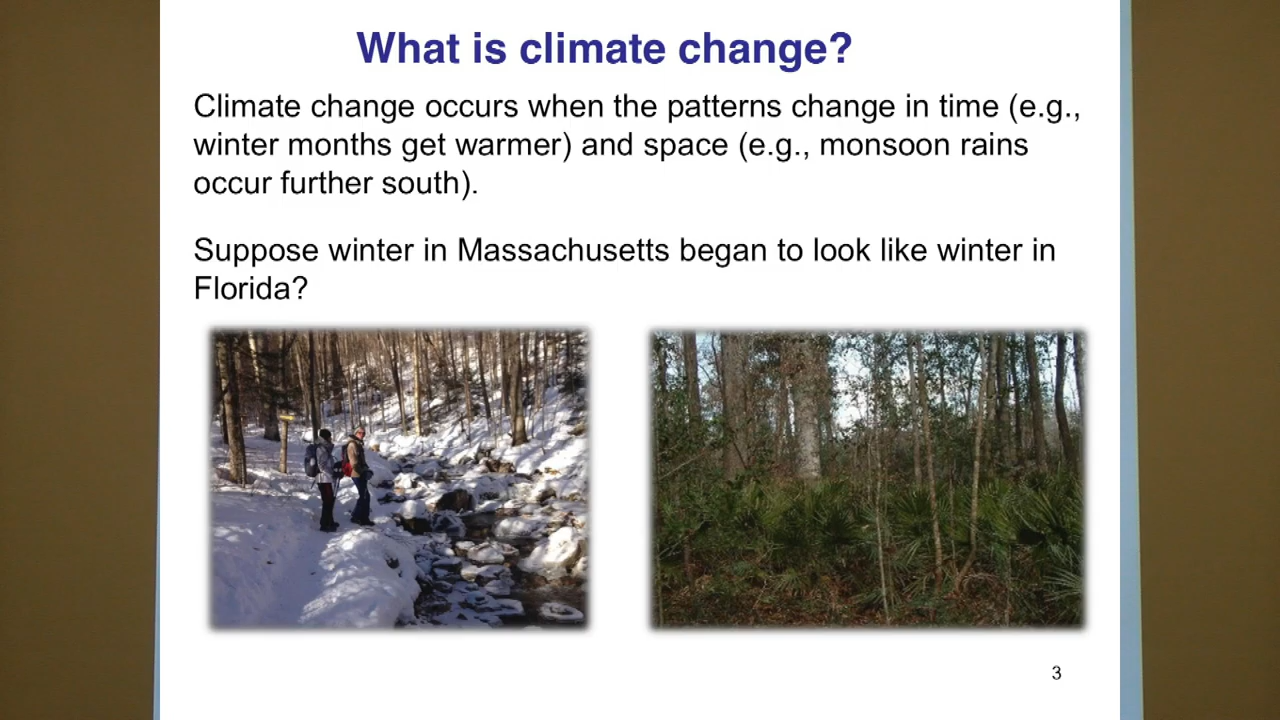 What is climate change?
Climate change occurs when the patterns change in time (e.g.,
winter months get warmer) and space (e.g., monsoon rains
occur further south).
Suppose winter in Massachusetts began to look like winter in
Florida?
3